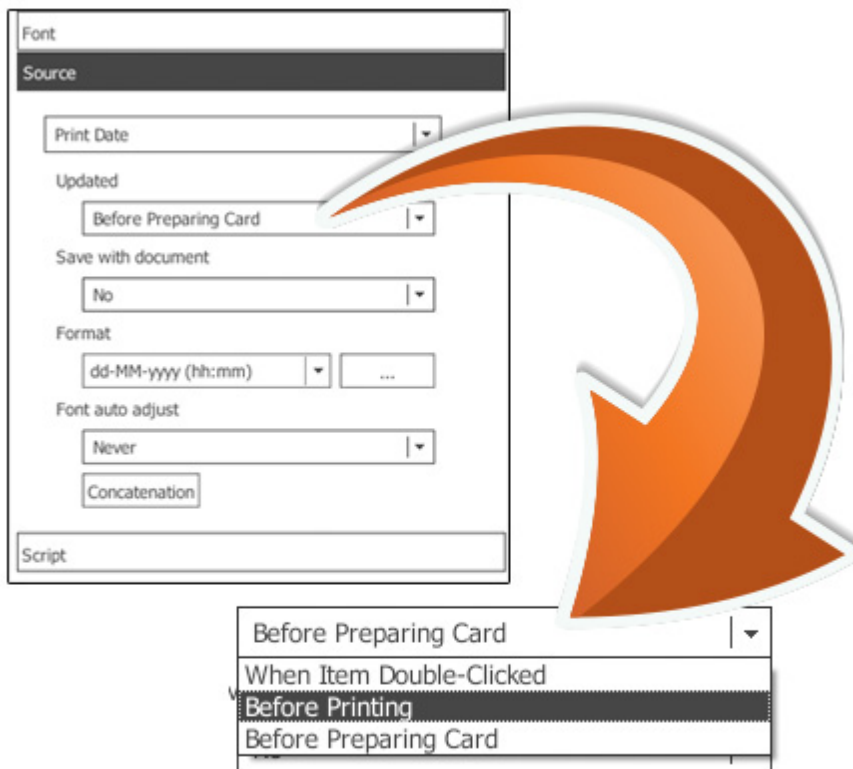 Font
Source
Print Date
Updated
Before Preparing Card
Save with document
No
Format
dd-MM-yyyy (hh:mm)
...
Font auto adjust
Never
Concatenation
Script
Before Preparing Card
When Item Double-Clicked
Before Printing
Before Preparing Card